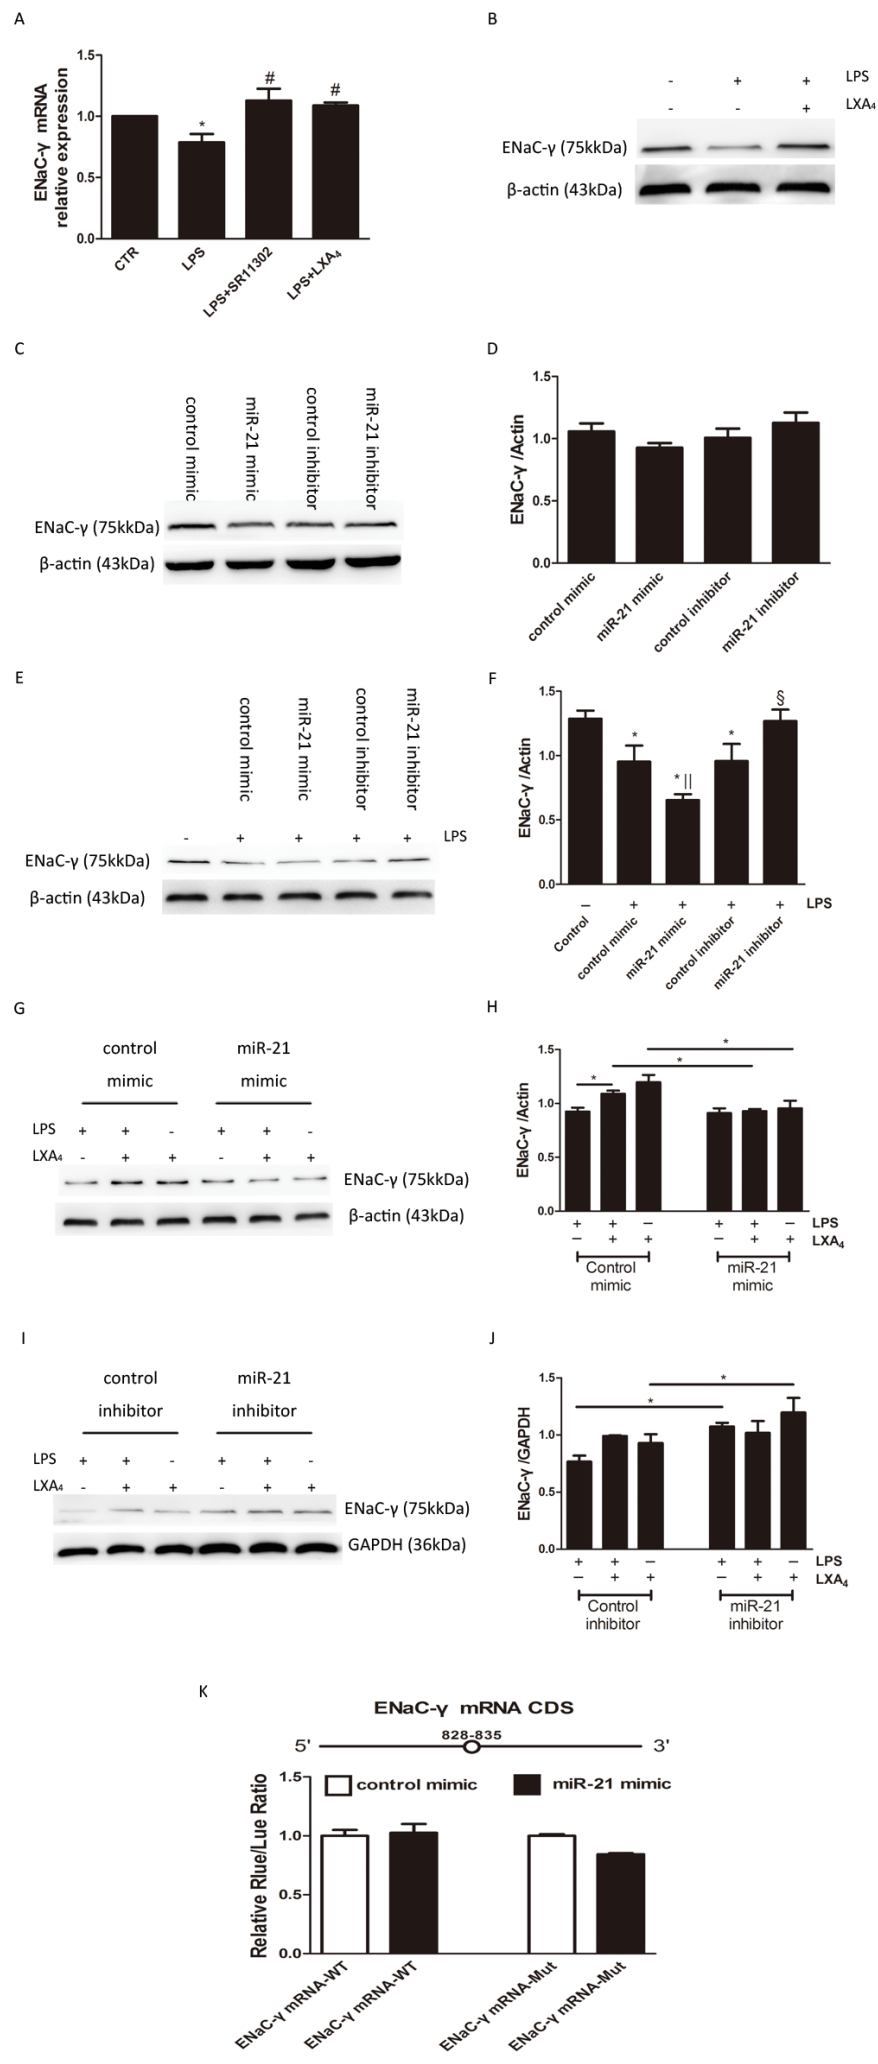 A
1.5
1.0
0.5
0.0
ENaC-γ mRNA
relative expression
*
#
#
CTR
LPS
LPS+SR11302
LPS+LXA₄
B
- + + LPS
- - + LXA₄
ENaC-γ (75kkDa)
β-actin (43kDa)
C
control mimic
miR-21 mimic
control inhibitor
miR-21 inhibitor
ENaC-γ (75kkDa)
β-actin (43kDa)
D
1.5
1.0
0.5
0.0
ENaC-γ /Actin
control mimic
miR-21 mimic
control inhibitor
miR-21 inhibitor
E
control mimic
miR-21 mimic
control inhibitor
miR-21 inhibitor
- + + + + LPS
ENaC-γ (75kkDa)
β-actin (43kDa)
F
1.5
1.0
0.5
0.0
ENaC-γ /Actin
*
* ||
*
§
– + + + + LPS
Control
control mimic
miR-21 mimic
control inhibitor
miR-21 inhibitor
G
control
mimic
miR-21
mimic
LPS + + - + + -
LXA₄ - + + - + +
ENaC-γ (75kkDa)
β-actin (43kDa)
H
1.5
1.0
0.5
0.0
ENaC-γ /Actin
*
*
*
+ + – + + – LPS
– + + – + + LXA₄
Control
mimic
miR-21
mimic
I
control
inhibitor
miR-21
inhibitor
LPS + + - + + -
LXA₄ - + + - + +
ENaC-γ (75kkDa)
GAPDH (36kDa)
J
1.5
1.0
0.5
0.0
ENaC-γ /GAPDH
*
*
+ + – + + – LPS
– + + – + + LXA₄
Control
inhibitor
miR-21
inhibitor
K
ENaC-γ mRNA CDS
828-835
5' 3'
1.5
1.0
0.5
0.0
Relative Rlue/Lue Ratio
control mimic
miR-21 mimic
ENaC-γ mRNA-WT
ENaC-γ mRNA-WT
ENaC-γ mRNA-Mut
ENaC-γ mRNA-Mut